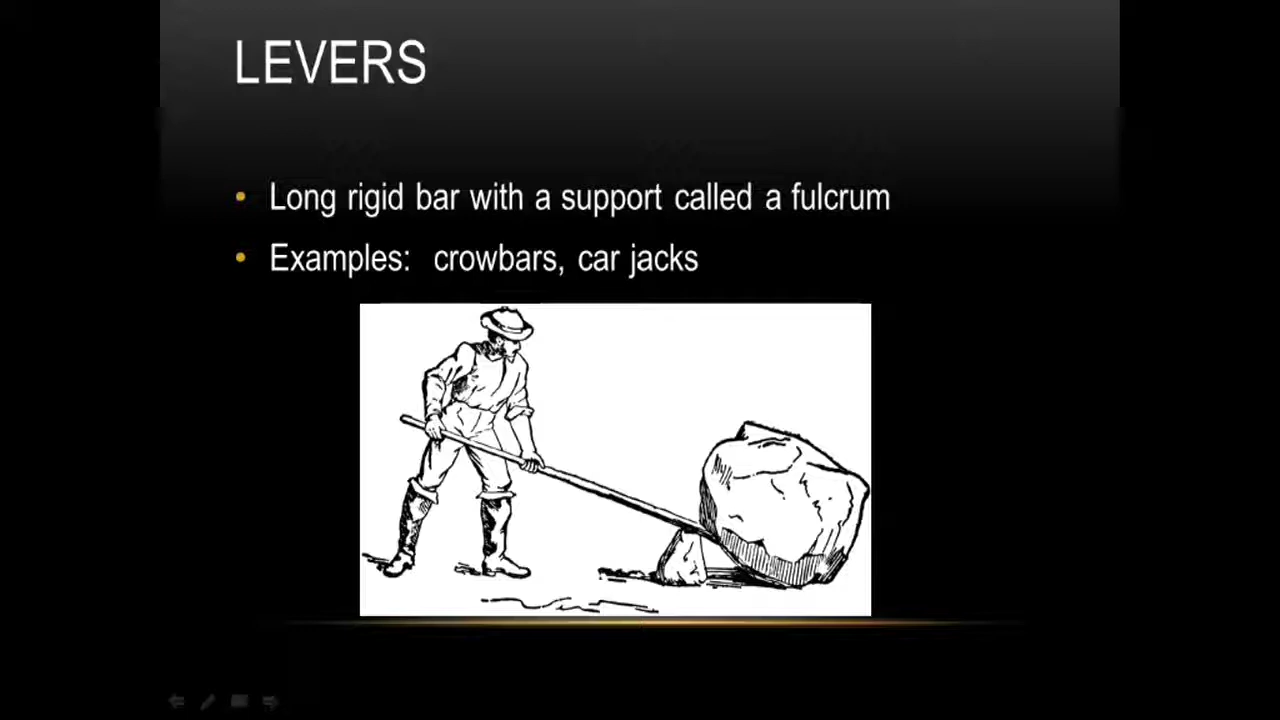 LEVERS
Long rigid bar with a support called a fulcrum
Examples: crowbars, car jacks